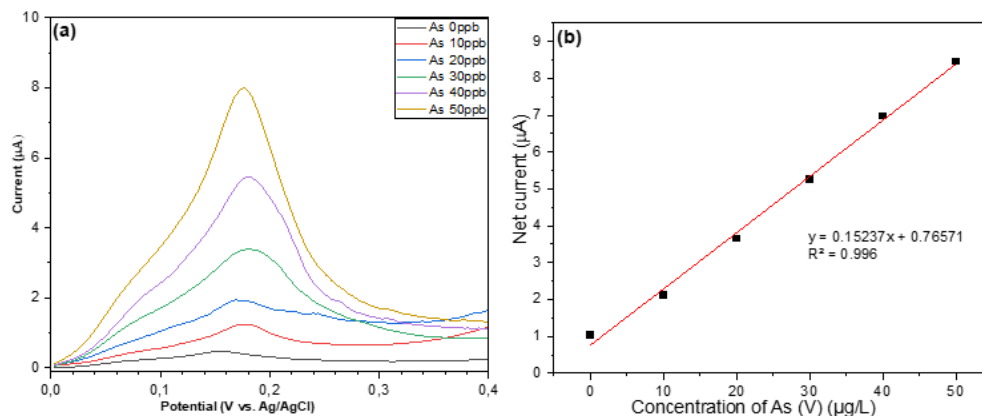 (a)
10
8
6
4
2
0
0,0 0,1 0,2 0,3 0,4
Current (µA)
Potential (V vs. Ag/AgCl)
As 0ppb
As 10ppb
As 20ppb
As 30ppb
As 40ppb
As 50ppb
(b)
9
8
7
6
5
4
3
2
1
0
0 10 20 30 40 50
Net current (µA)
Concentration of As (V) (µg/L)
y = 0.15237x + 0.76571
R² = 0.996